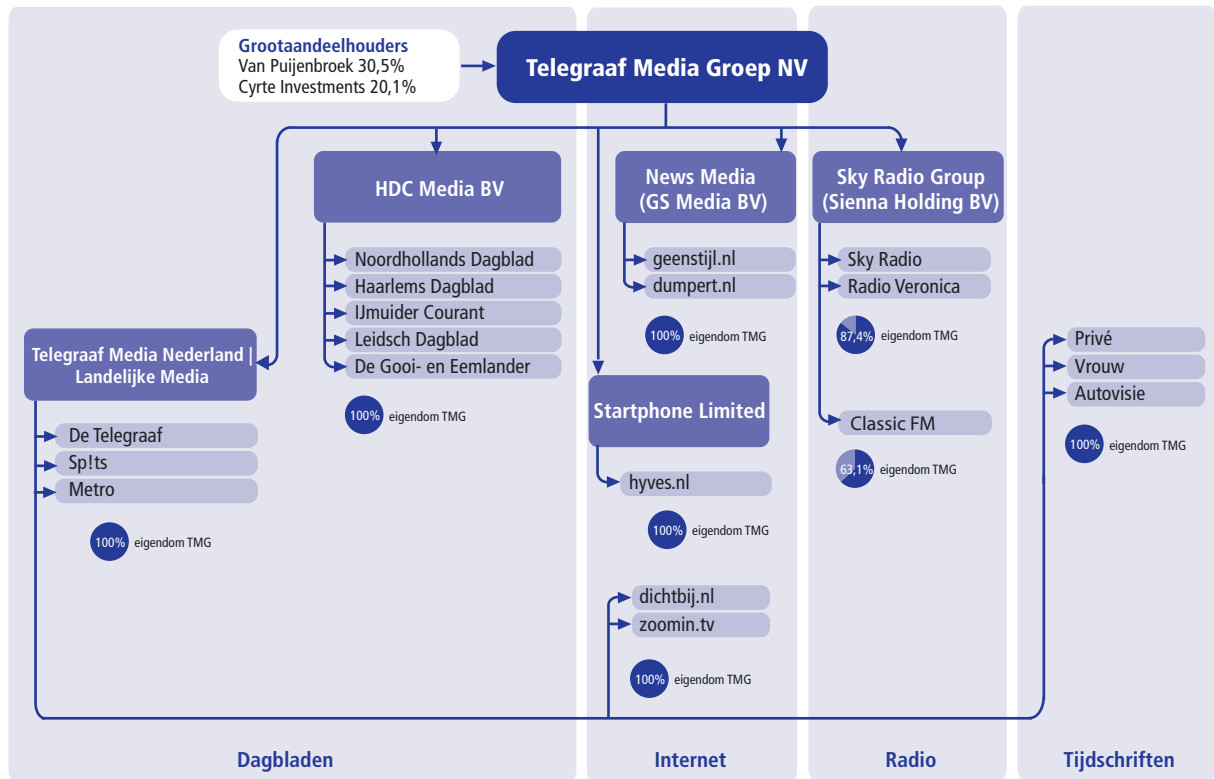 Grootaandeelhouders
Van Puijenbroek 30,5%
Cyrte Investments 20,1%
Telegraaf Media Groep NV
HDC Media BV
Noordhollands Dagblad
Haarlems Dagblad
IJmuider Courant
Leidsch Dagblad
De Gooi- en Eemlander
100% eigendom TMG
Telegraaf Media Nederland |
Landelijke Media
De Telegraaf
Sp!ts
Metro
100% eigendom TMG
News Media
(GS Media BV)
geenstijl.nl
dumpert.nl
100% eigendom TMG
Startphone Limited
hyves.nl
100% eigendom TMG
dichtbij.nl
zoomin.tv
100% eigendom TMG
Sky Radio Group
(Sienna Holding BV)
Sky Radio
Radio Veronica
87,4% eigendom TMG
Classic FM
63,1% eigendom TMG
Privé
Vrouw
Autovisie
100% eigendom TMG
Dagbladen
Internet
Radio
Tijdschriften